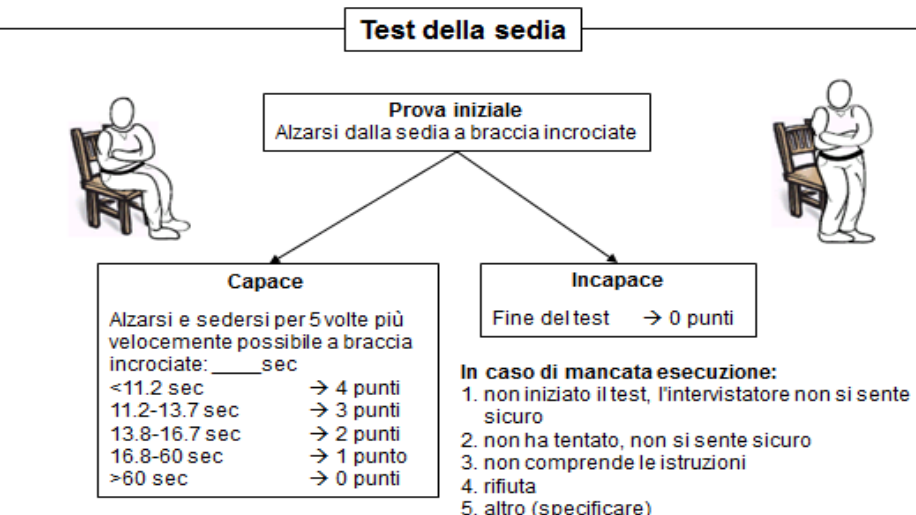 Test della sedia
Prova iniziale
Alzarsi dalla sedia a braccia incrociate
Capace
Alzarsi e sedersi per 5 volte più
velocemente possibile a braccia
incrociate: ____sec
<11.2 sec → 4 punti
11.2-13.7 sec → 3 punti
13.8-16.7 sec → 2 punti
16.8-60 sec → 1 punto
>60 sec → 0 punti
Incapace
Fine del test → 0 punti
In caso di mancata esecuzione:
1. non iniziato il test, l'intervistatore non si sente
sicuro
2. non ha tentato, non si sente sicuro
3. non comprende le istruzioni
4. rifiuta
5. altro (specificare)